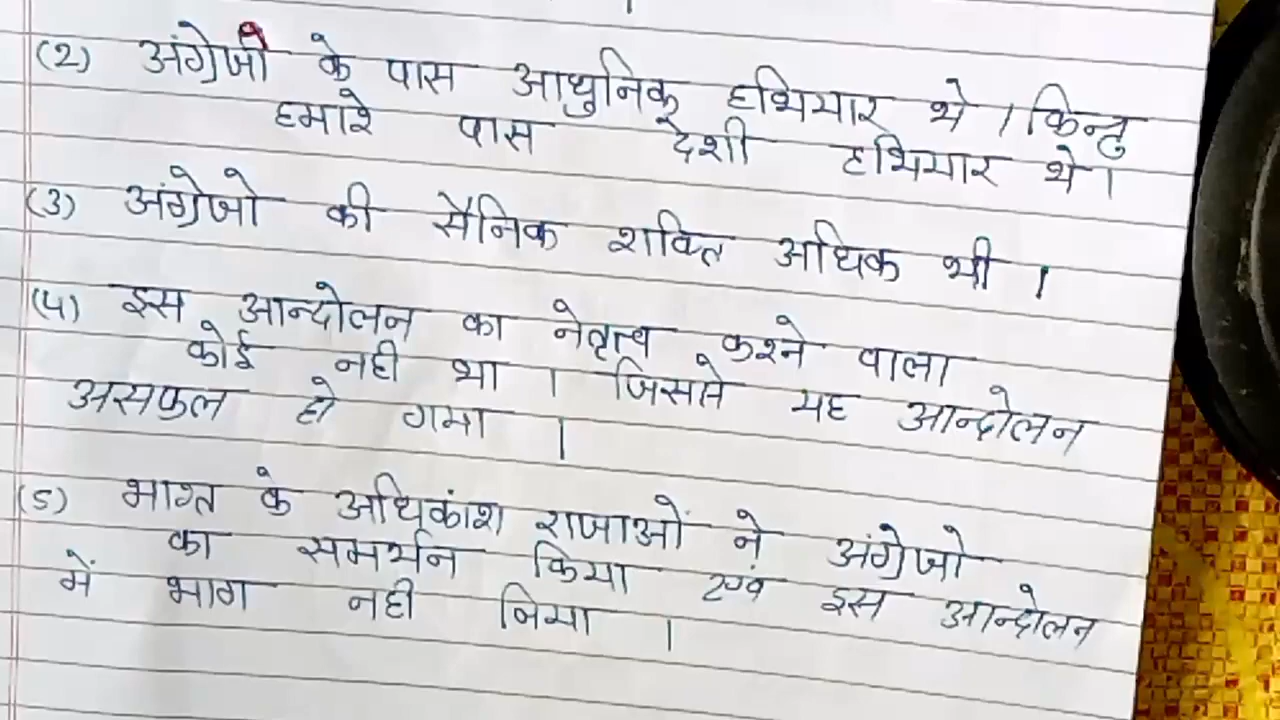 (2) अंग्रेजो के पास आधुनिक हथियार थे । किन्तु
हमारे पास देशी हथियार थे।
(3) अंग्रेजो की सैनिक शक्ति अधिक थी ।
(4) इस आन्दोलन का नेतृत्व करने वाला
कोई नही था । जिससे यह आन्दोलन
असफल हो गया ।
(5) भारत के अधिकांश राजाओं ने अंग्रेजो
का समर्थन किया एवं इस आन्दोलन
में भाग नही लिया ।